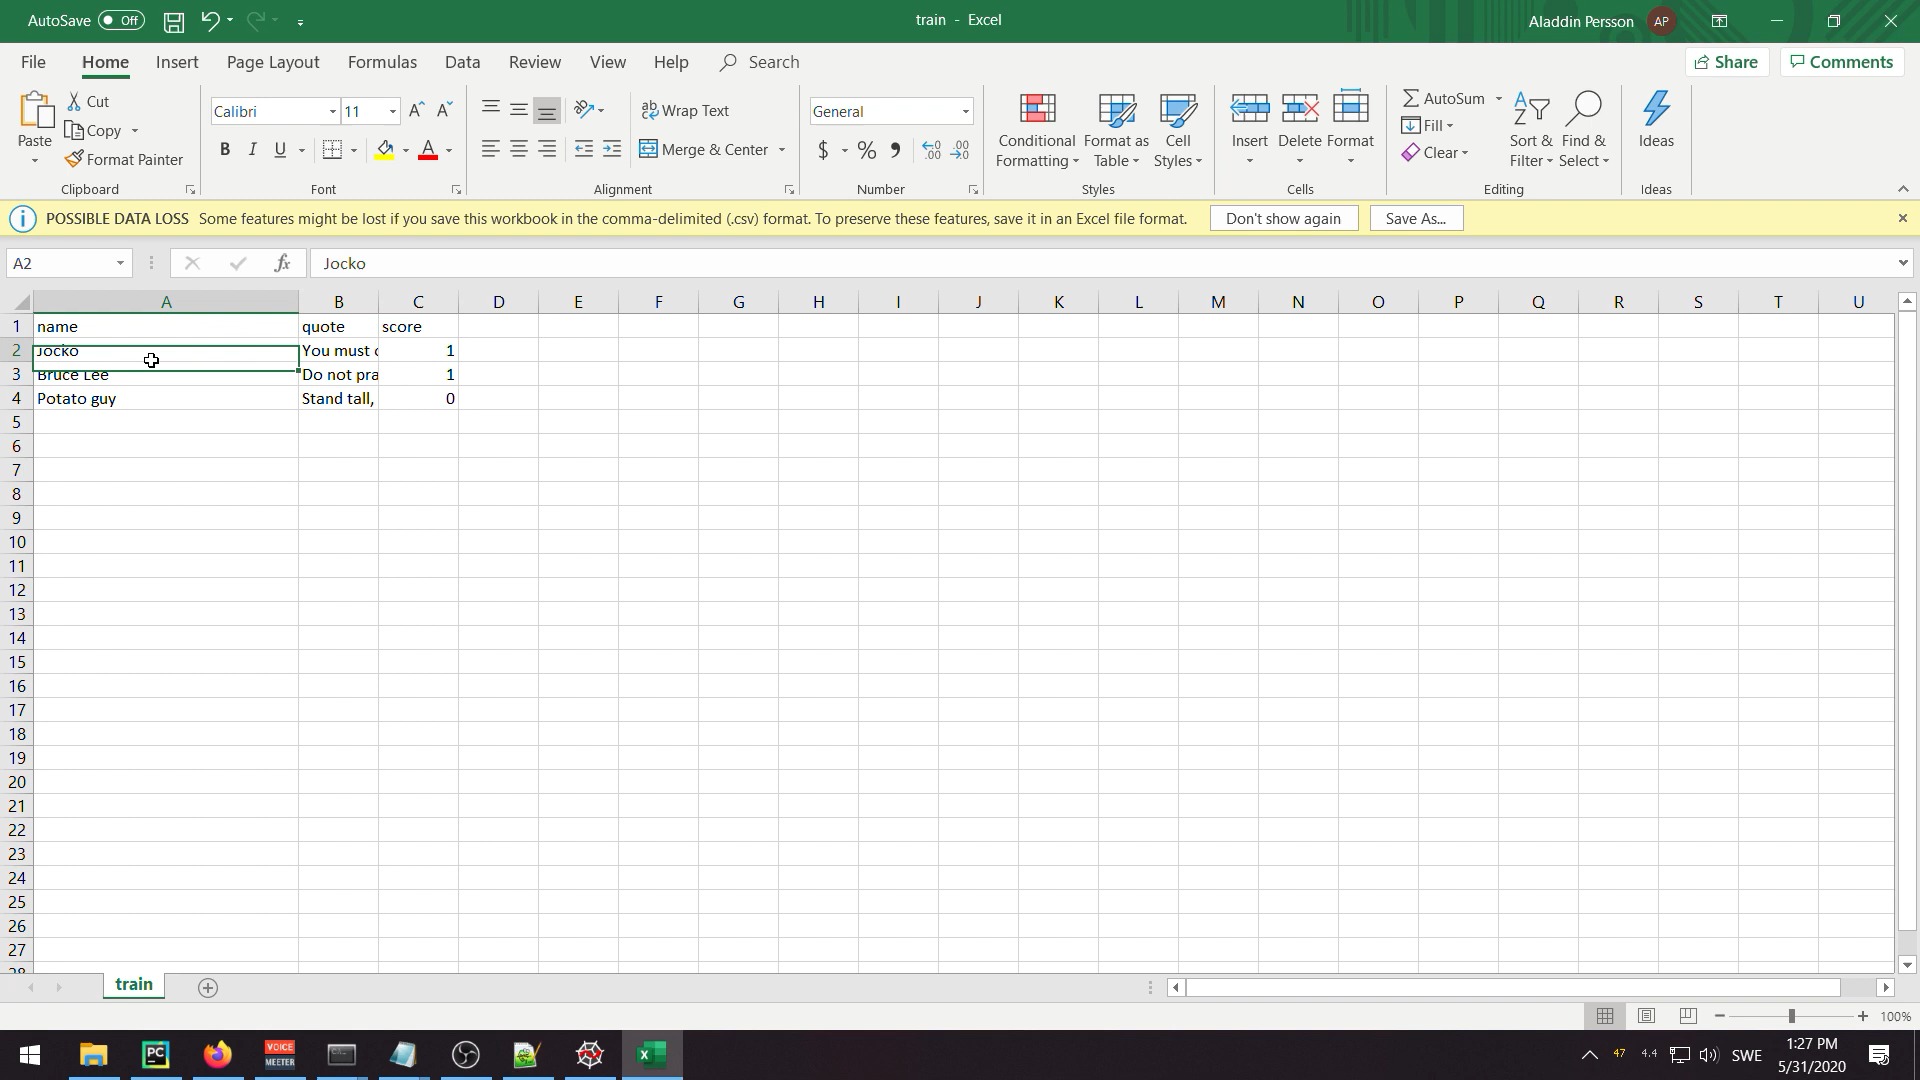 AutoSave Off train - Excel Aladdin Persson AP
File Home Insert Page Layout Formulas Data Review View Help Search Share Comments
Paste
Cut
Copy
Format Painter
Clipboard
Calibri 11
B I U
Font
Wrap Text
Merge & Center
Alignment
General
$ % ,
Number
Conditional
Formatting
Format as
Table
Cell
Styles
Styles
Insert Delete Format
Cells
AutoSum
Fill
Clear
Sort &
Filter
Find &
Select
Editing
Ideas
Ideas
POSSIBLE DATA LOSS Some features might be lost if you save this workbook in the comma-delimited (.csv) format. To preserve these features, save it in an Excel file format. Don't show again Save As...
A2 fx Jocko
A B C D E F G H I J K L M N O P Q R S T U
1 name quote score
2 Jocko You must 1
3 Bruce Lee Do not pra 1
4 Potato guy Stand tall, 0
5
6
7
8
9
10
11
12
13
14
15
16
17
18
19
20
21
22
23
24
25
26
27
28
train
100%
PC VOICE MEETER X 47 4.4 SWE 1:27 PM
5/31/2020